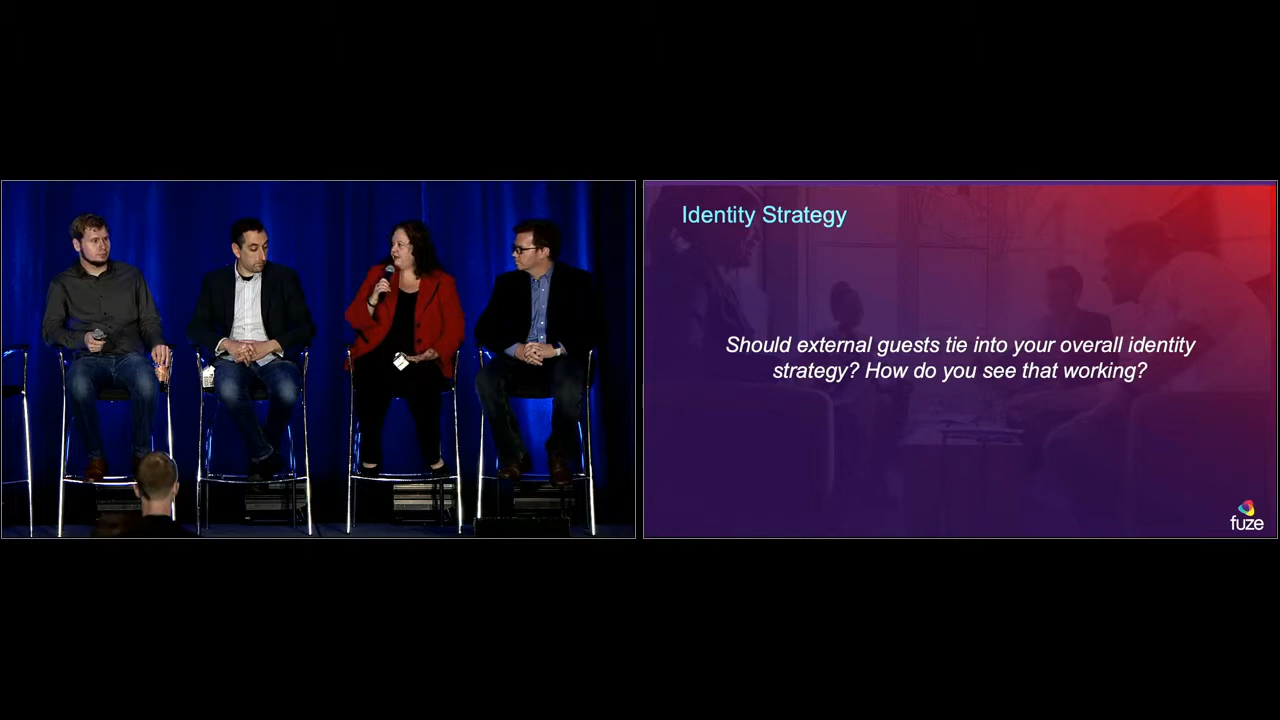 Identity Strategy
Should external guests tie into your overall identity
strategy? How do you see that working?
fuze